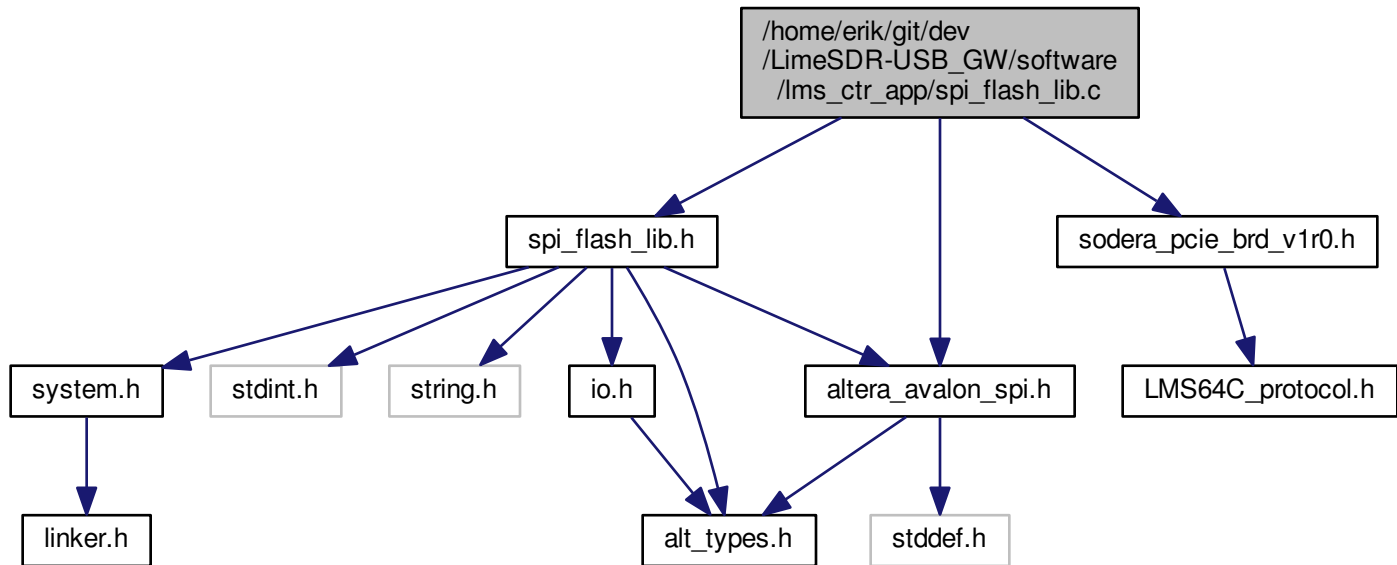 /home/erik/git/dev
/LimeSDR-USB_GW/software
/lms_ctr_app/spi_flash_lib.c
spi_flash_lib.h
sodera_pcie_brd_v1r0.h
system.h
stdint.h
string.h
io.h
altera_avalon_spi.h
LMS64C_protocol.h
linker.h
alt_types.h
stddef.h